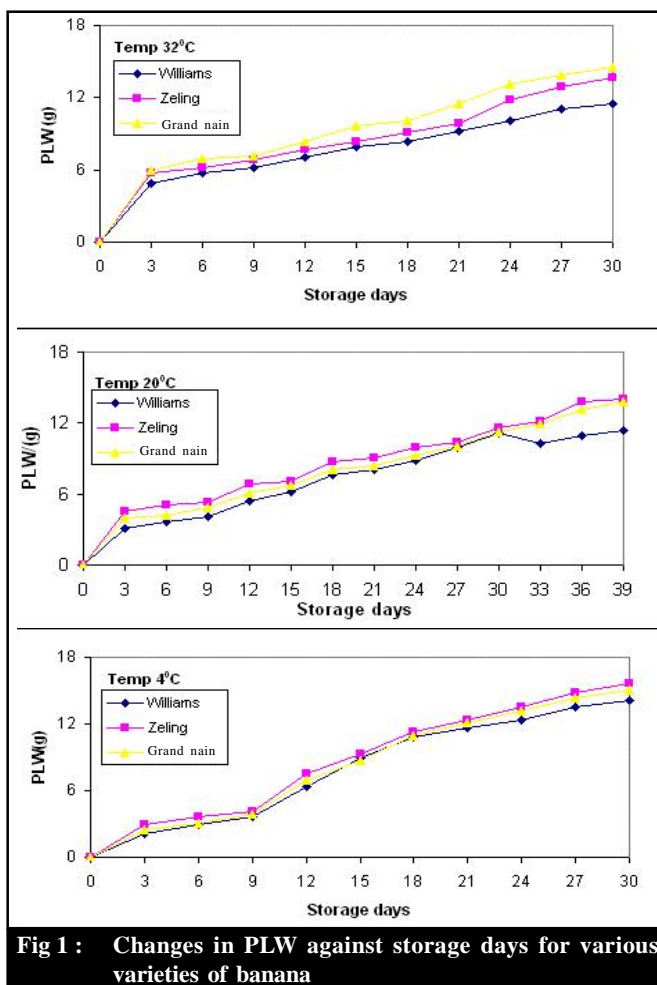 18
Temp 32⁰C
Williams
Zeling
Grand nain
12
PLW(g)
6
0
0 3 6 9 12 15 18 21 24 27 30
Storage days
18
Temp 20⁰C
Williams
Zeling
Grand nain
12
PLW/(g)
6
0
0 3 6 9 12 15 18 21 24 27 30 33 36 39
Storage days
18
Temp 4⁰C
Williams
Zeling
Grand nain
12
PLW(g)
6
0
0 3 6 9 12 15 18 21 24 27 30
Storage days
Fig 1 : Changes in PLW against storage days for various
varieties of banana